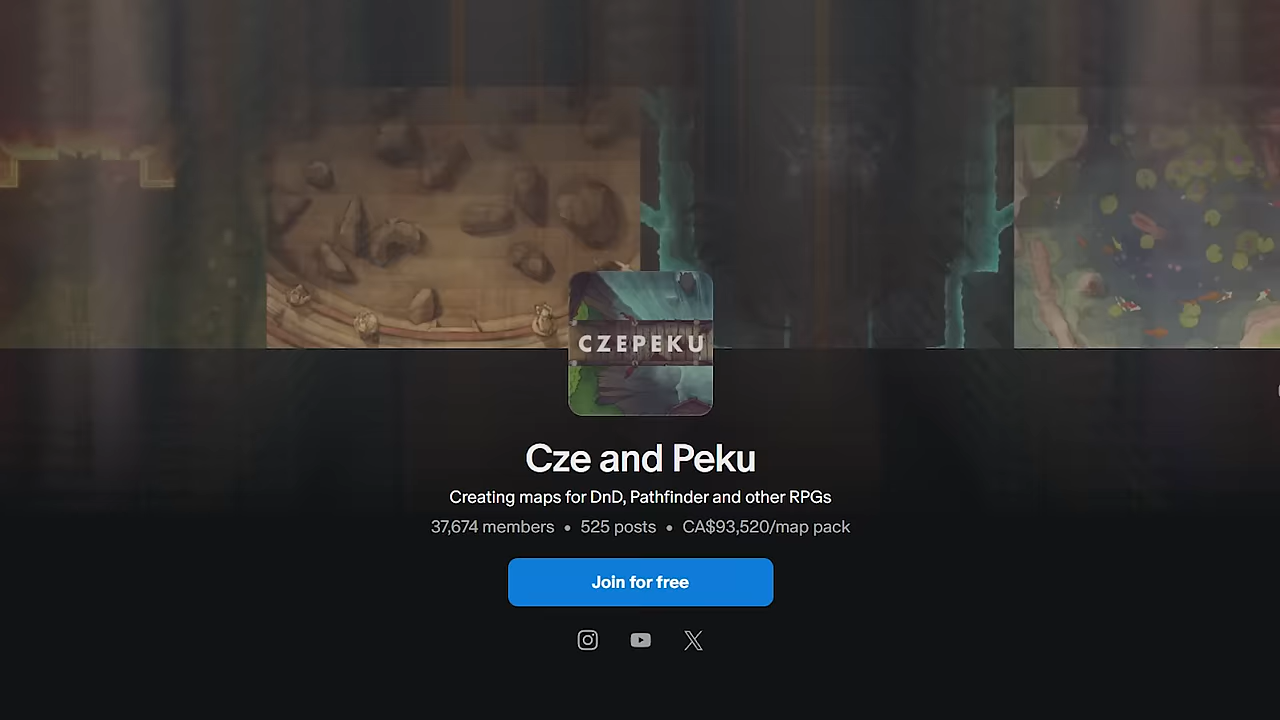 CZEPEKU
Cze and Peku
Creating maps for DnD, Pathfinder and other RPGs
37,674 members • 525 posts • CA$93,520/map pack
Join for free